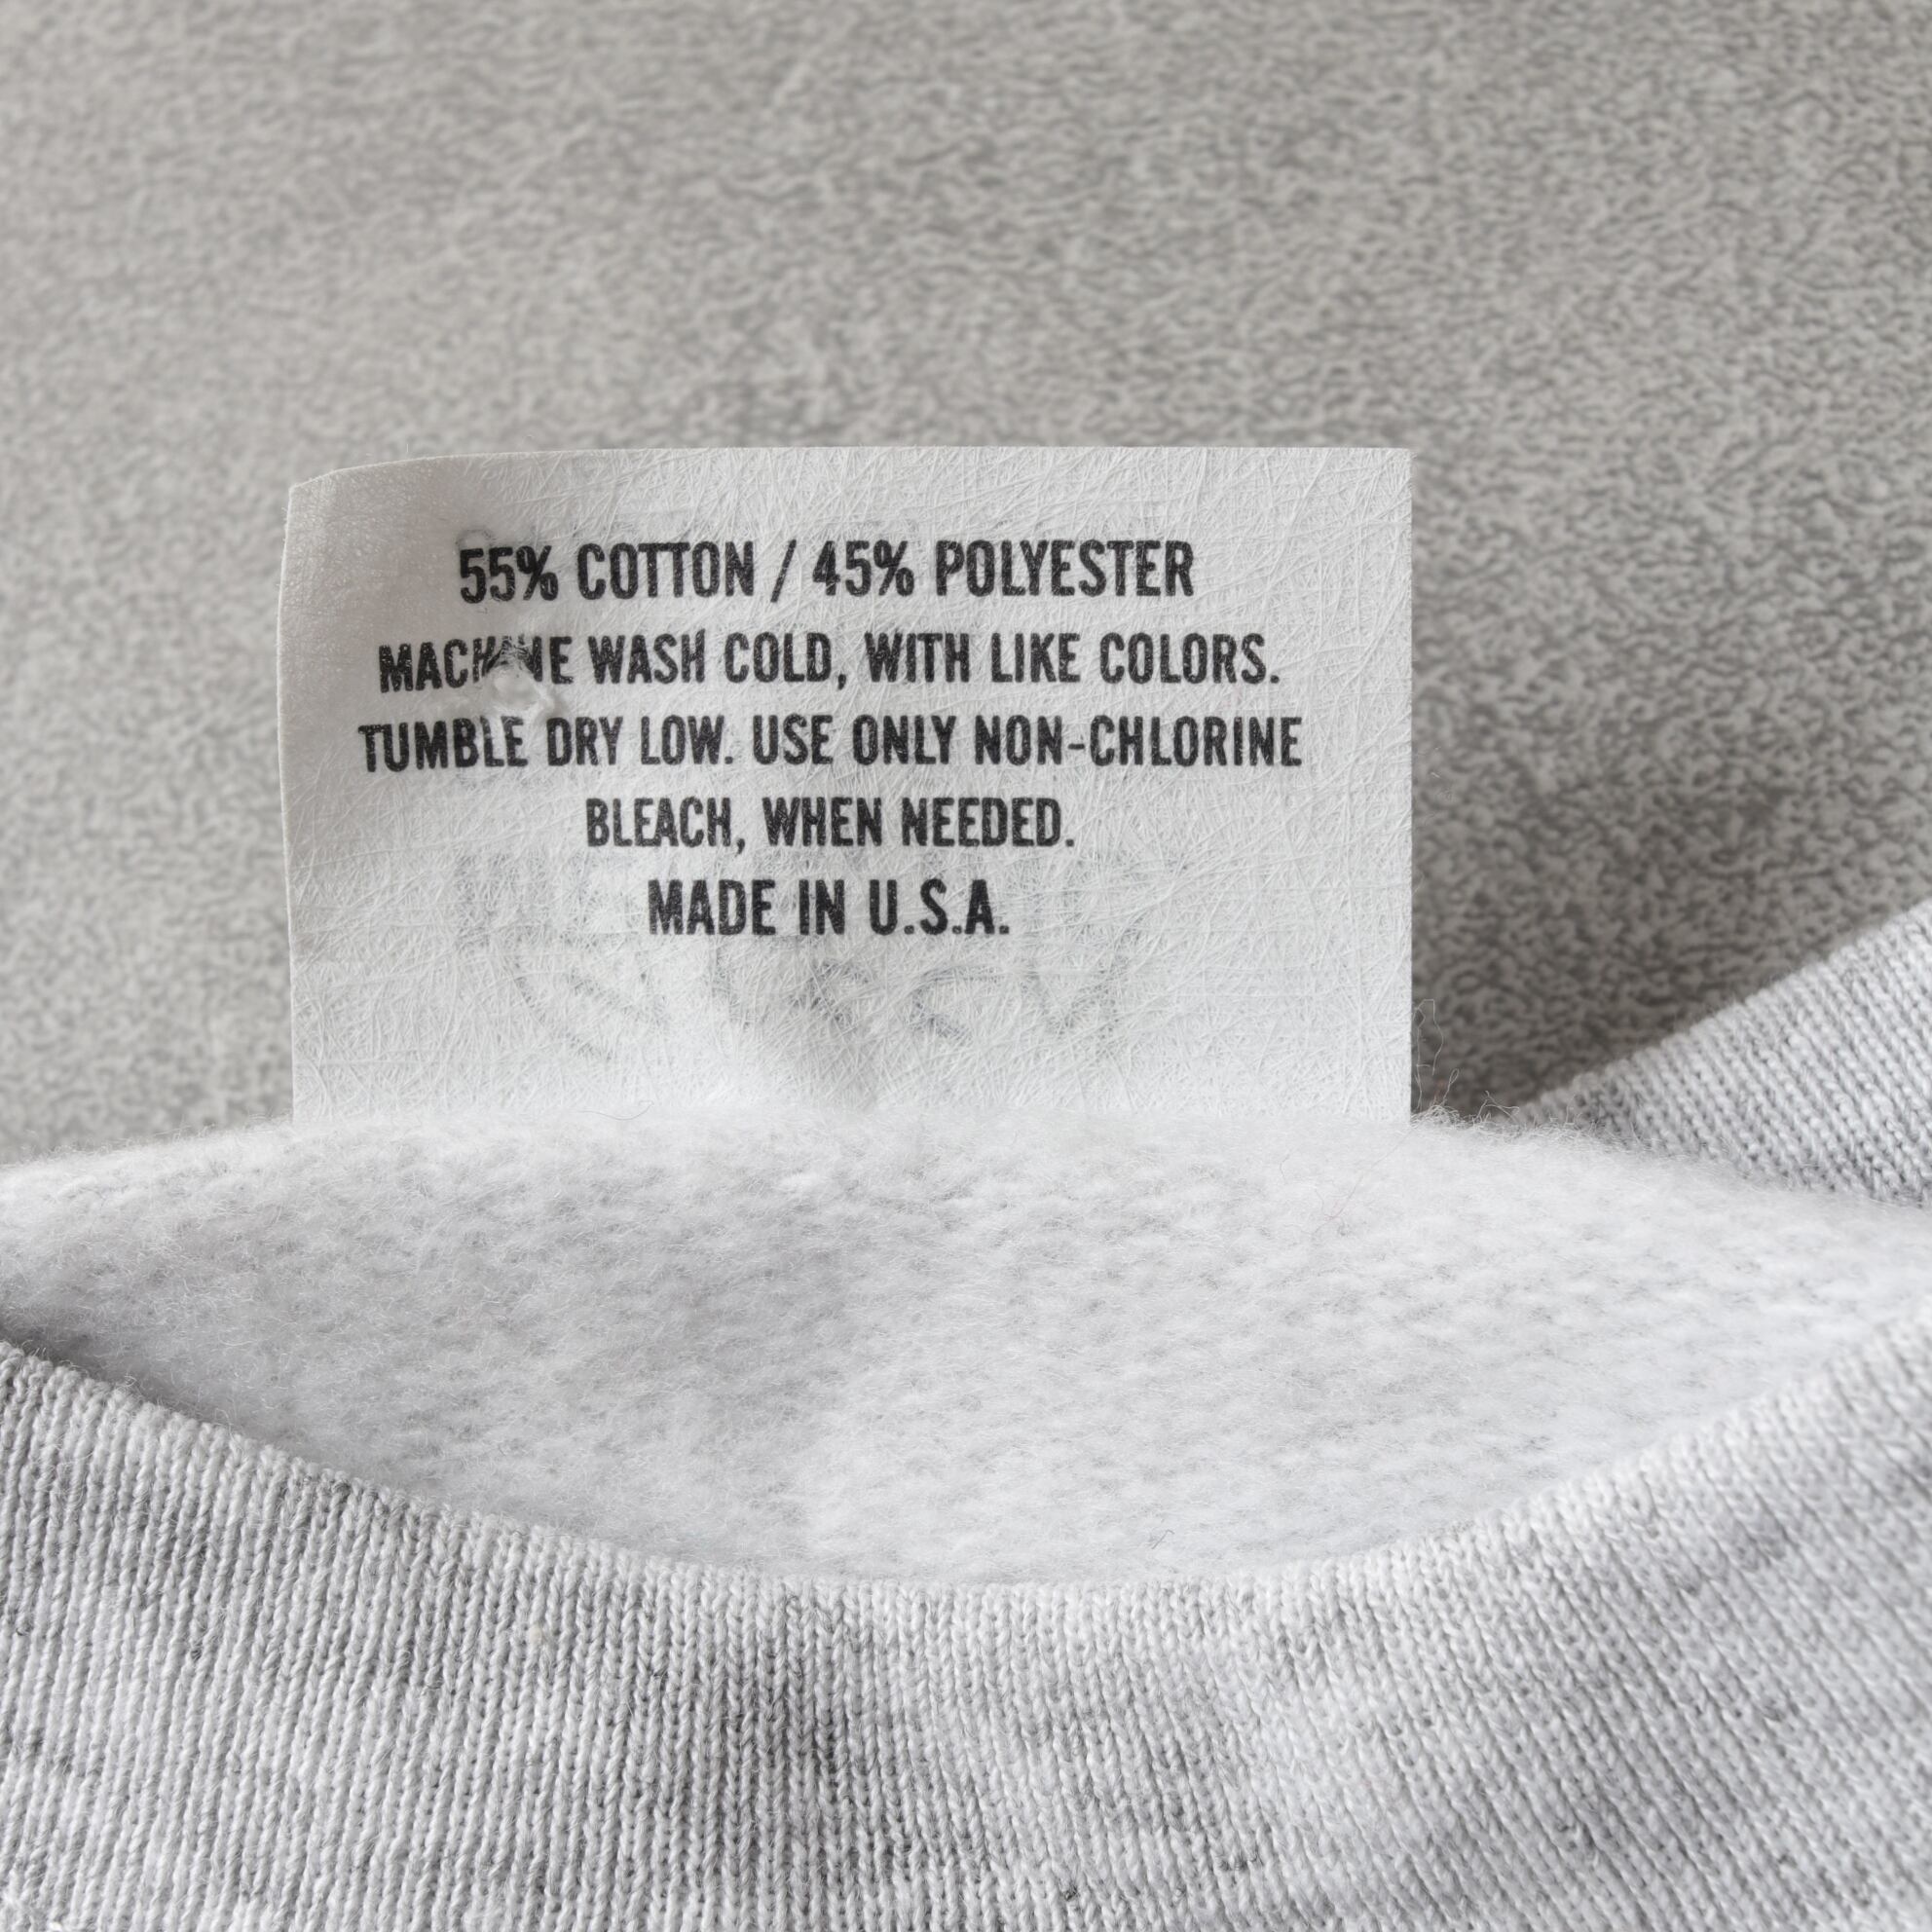 55% COTTON / 45% POLYESTER
MACHINE WASH COLD, WITH LIKE COLORS.
TUMBLE DRY LOW. USE ONLY NON-CHLORINE
BLEACH, WHEN NEEDED.
MADE IN U.S.A.